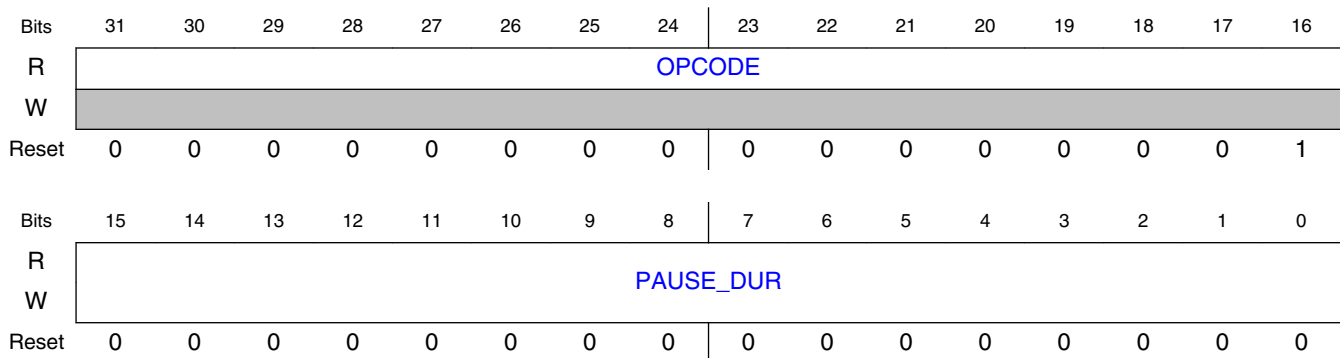 Bits 31 30 29 28 27 26 25 24 23 22 21 20 19 18 17 16
R OPCODE
W
Reset 0 0 0 0 0 0 0 0 0 0 0 0 0 0 0 1
Bits 15 14 13 12 11 10 9 8 7 6 5 4 3 2 1 0
R
PAUSE_DUR
W
Reset 0 0 0 0 0 0 0 0 0 0 0 0 0 0 0 0